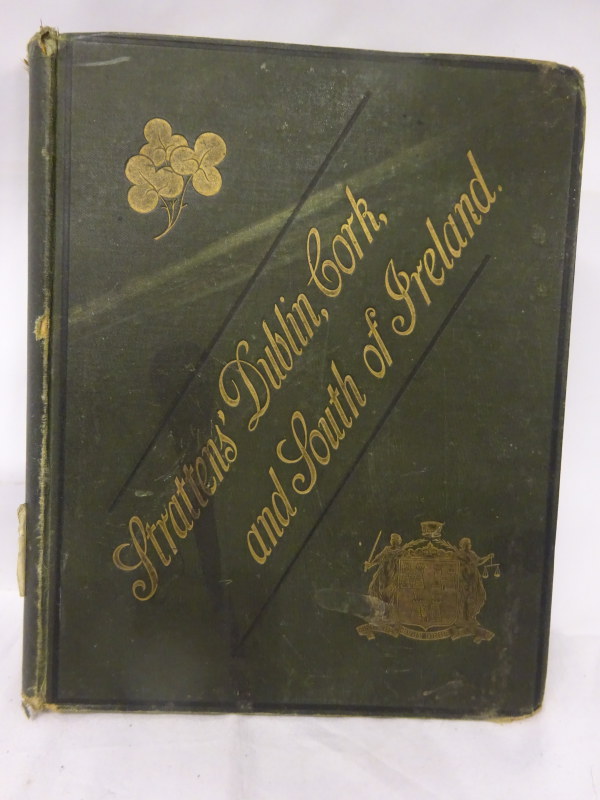 Strattens' Dublin, Cork,
and South of Ireland.